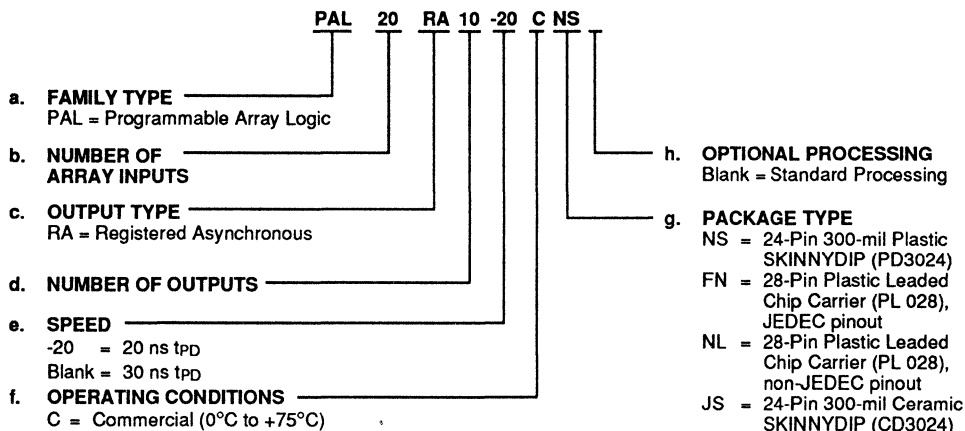 PAL 20 RA 10 -20 C NS
a. FAMILY TYPE
PAL = Programmable Array Logic
b. NUMBER OF
ARRAY INPUTS
c. OUTPUT TYPE
RA = Registered Asynchronous
d. NUMBER OF OUTPUTS
e. SPEED
-20 = 20 ns tPD
Blank = 30 ns tPD
f. OPERATING CONDITIONS
C = Commercial (0°C to +75°C)
h. OPTIONAL PROCESSING
Blank = Standard Processing
g. PACKAGE TYPE
NS = 24-Pin 300-mil Plastic
SKINNYDIP (PD3024)
FN = 28-Pin Plastic Leaded
Chip Carrier (PL 028),
JEDEC pinout
NL = 28-Pin Plastic Leaded
Chip Carrier (PL 028),
non-JEDEC pinout
JS = 24-Pin 300-mil Ceramic
SKINNYDIP (CD3024)